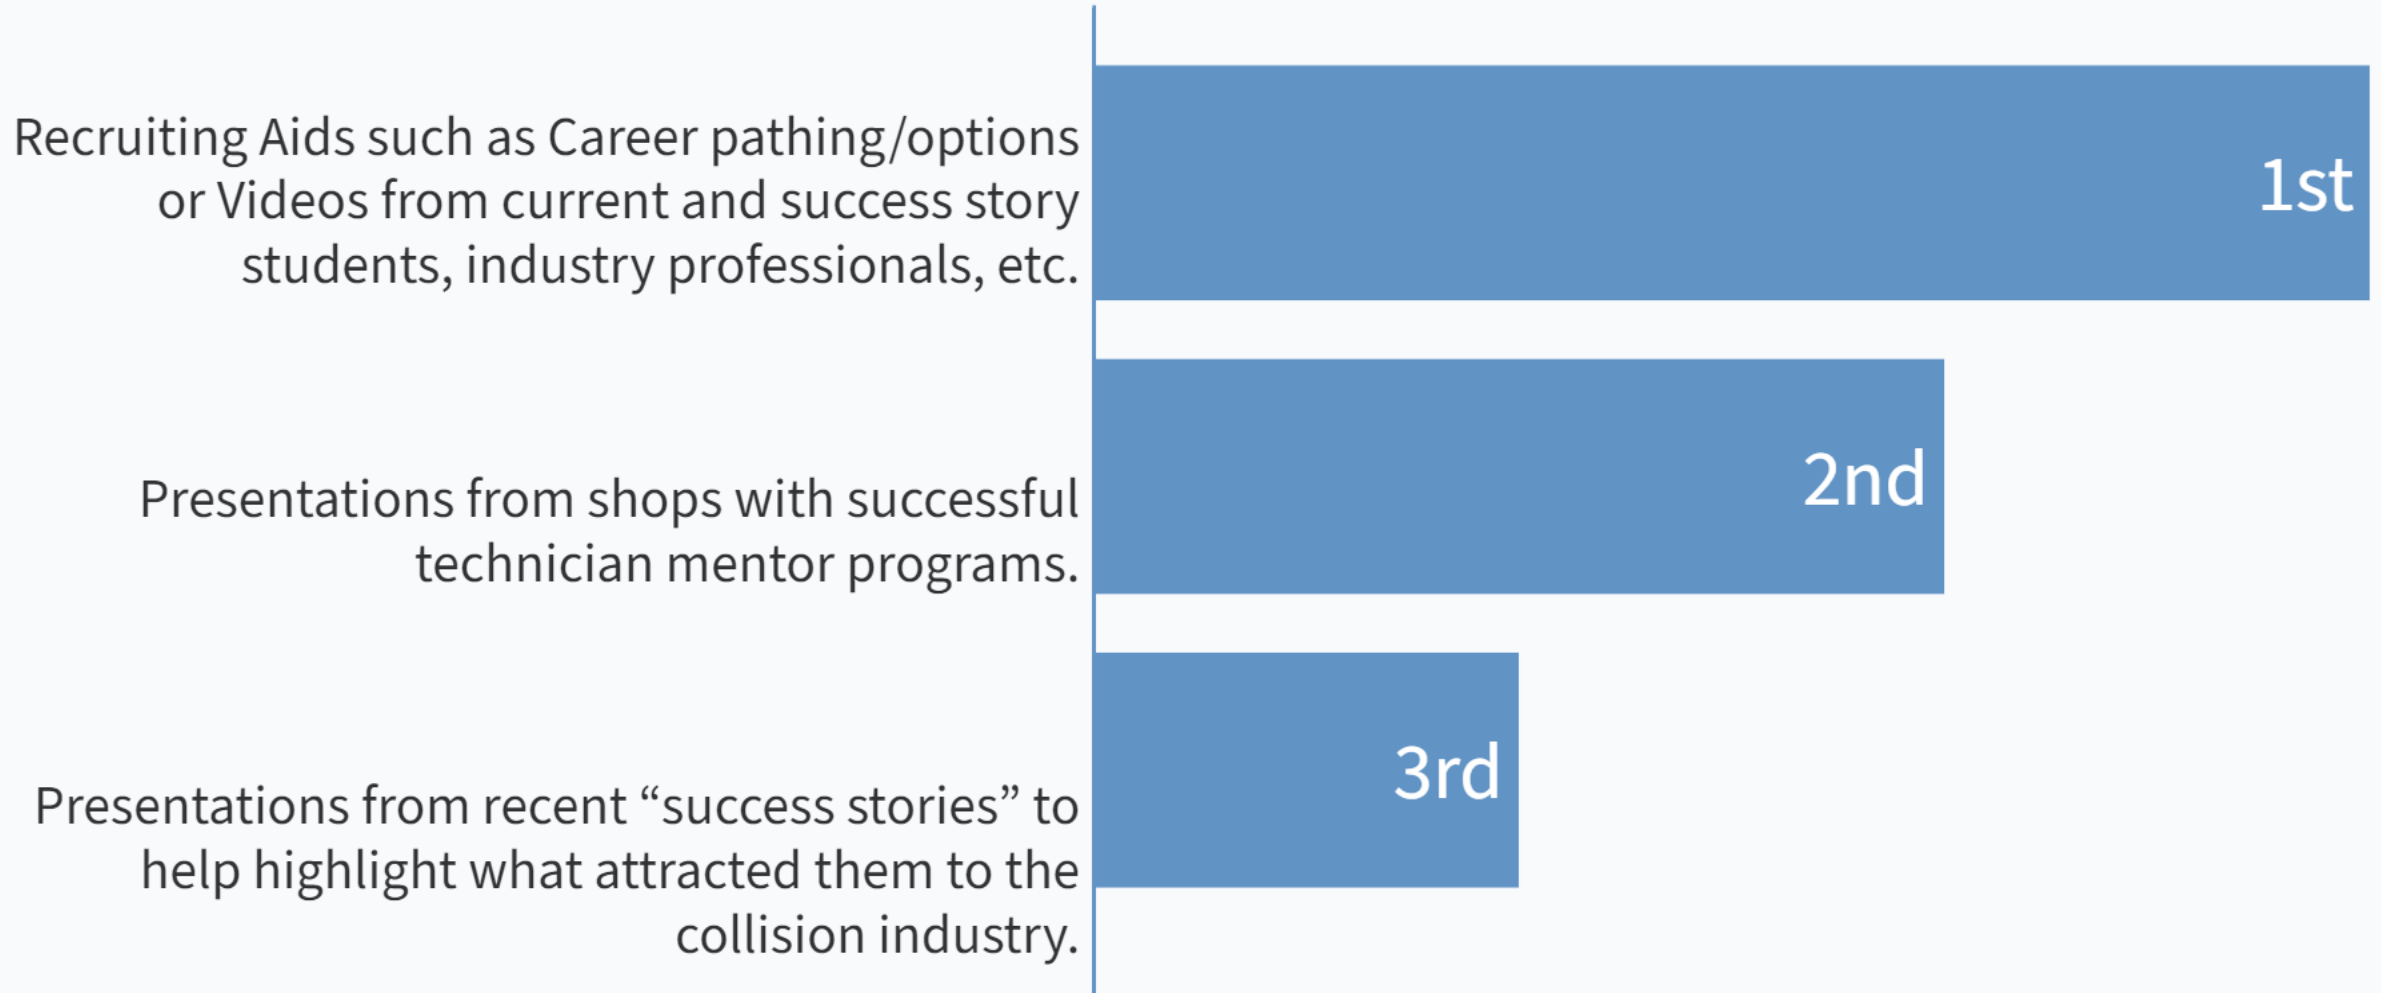 Recruiting Aids such as Career pathing/options
or Videos from current and success story
students, industry professionals, etc.
1st
Presentations from shops with successful
technician mentor programs.
2nd
Presentations from recent “success stories” to
help highlight what attracted them to the
collision industry.
3rd